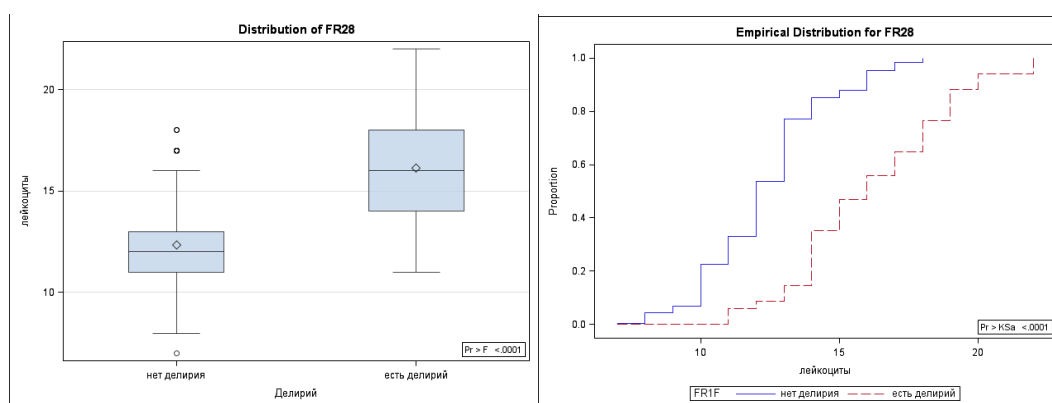 Distribution of FR28
20
15
10
лейкоциты
Pr > F <.0001
нет делирия
есть делирий
Делирий
Empirical Distribution for FR28
1.0
0.8
0.6
0.4
0.2
0.0
Proportion
Pr > KSa <.0001
10
15
20
лейкоциты
FR1F
нет делирия
есть делирий